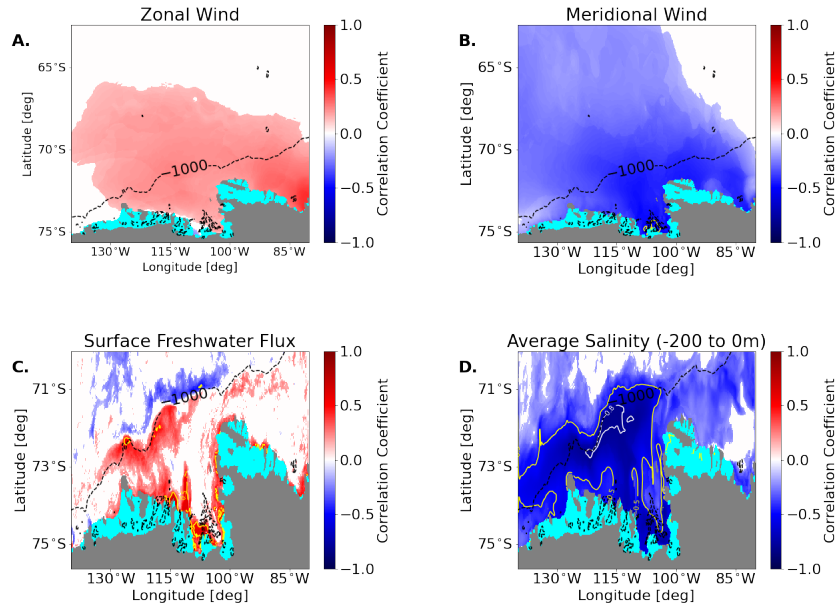 Zonal Wind
A.
65°S
70°S
75°S
Latitude [deg]
−1000
130°W 115°W 100°W 85°W
Longitude [deg]
1.0
0.5
0.0
−0.5
−1.0
Correlation Coefficient
Meridional Wind
B.
65°S
70°S
75°S
Latitude [deg]
−1000
130°W 115°W 100°W 85°W
Longitude [deg]
1.0
0.5
0.0
−0.5
−1.0
Correlation Coefficient
Surface Freshwater Flux
C.
71°S
73°S
75°S
Latitude [deg]
−1000
130°W 115°W 100°W 85°W
Longitude [deg]
1.0
0.5
0.0
−0.5
−1.0
Correlation Coefficient
Average Salinity (-200 to 0m)
D.
71°S
73°S
75°S
Latitude [deg]
−1000
−0.8
130°W 115°W 100°W 85°W
Longitude [deg]
1.0
0.5
0.0
−0.5
−1.0
Correlation Coefficient